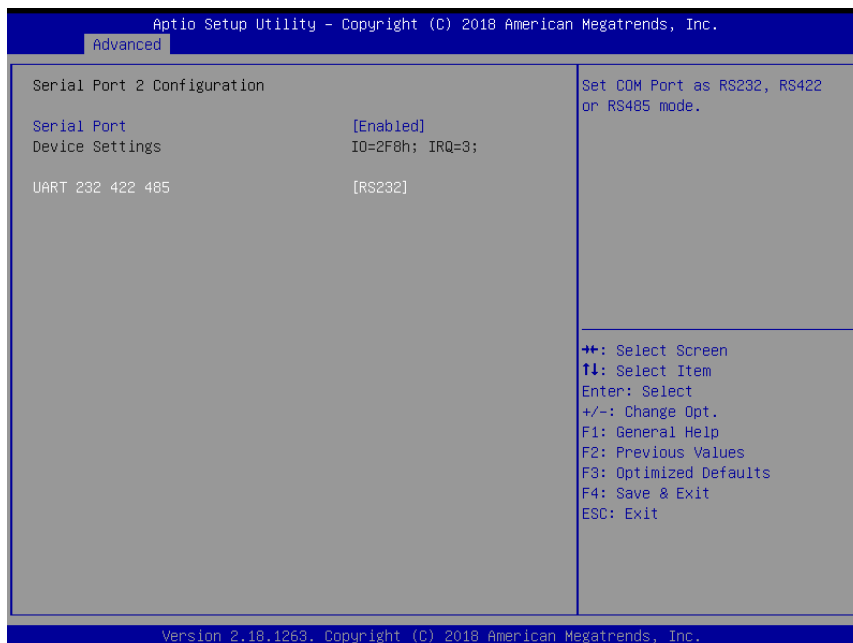 Aptio Setup Utility – Copyright (C) 2018 American Megatrends, Inc.
Advanced
Serial Port 2 Configuration
Serial Port [Enabled]
Device Settings IO=2F8h; IRQ=3;
UART 232 422 485 [RS232]
Set COM Port as RS232, RS422
or RS485 mode.
→←: Select Screen
↑↓: Select Item
Enter: Select
+/-: Change Opt.
F1: General Help
F2: Previous Values
F3: Optimized Defaults
F4: Save & Exit
ESC: Exit
Version 2.18.1263. Copyright (C) 2018 American Megatrends, Inc.